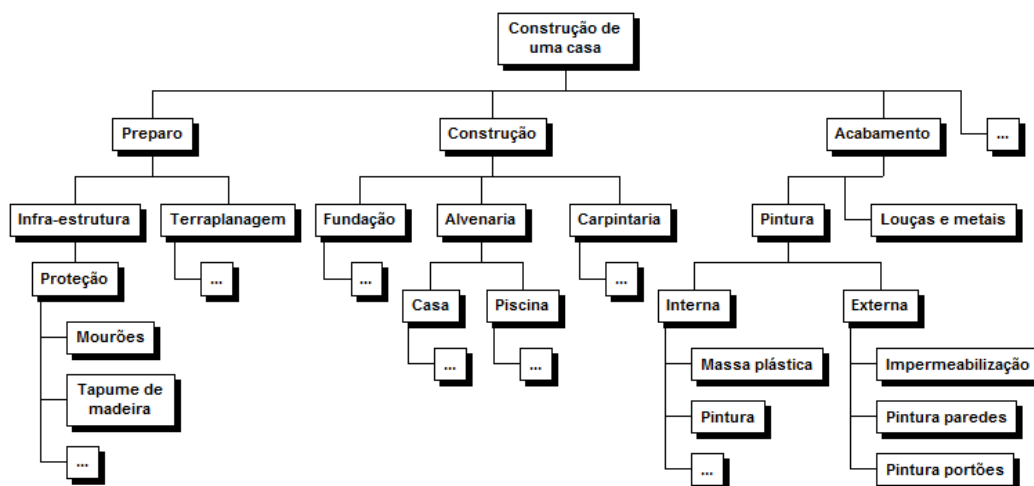 Construção de
uma casa
Preparo
Construção
Acabamento
...
Infra-estrutura
Terraplanagem
Fundação
Alvenaria
Carpintaria
Pintura
Louças e metais
Proteção
...
...
...
Casa
Piscina
Interna
Externa
Mourões
...
...
Massa plástica
Impermeabilização
Tapume de
madeira
Pintura
Pintura paredes
...
...
Pintura portões